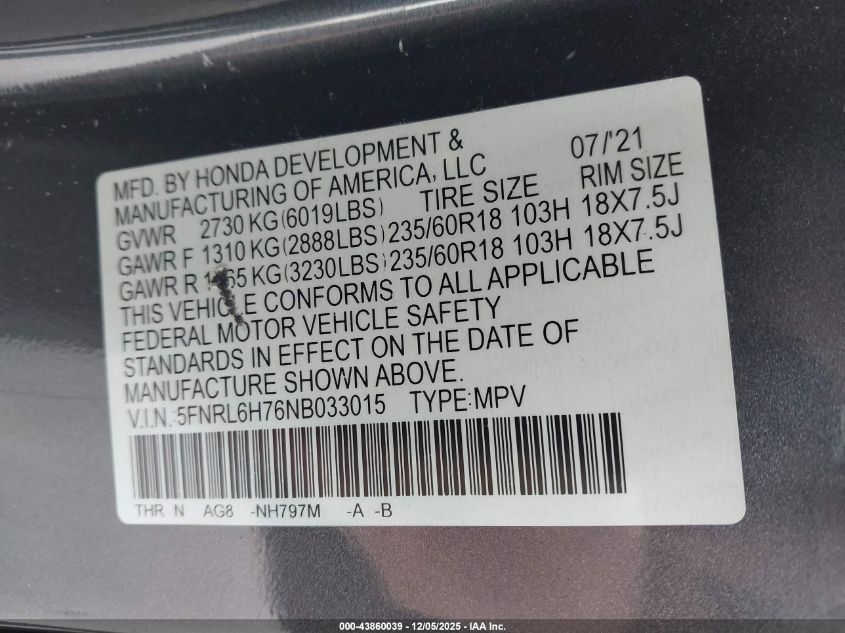 MFD. BY HONDA DEVELOPMENT & 07/'21
MANUFACTURING OF AMERICA, LLC
TIRE SIZE RIM SIZE
GVWR 2730 KG(6019LBS)
GAWR F 1310 KG(2888LBS) 235/60R18 103H 18X7.5J
GAWR R KG(3230LBS) 235/60R18 103H 18X7.5J
THIS VEHICLE CONFORMS TO ALL APPLICABLE
FEDERAL MOTOR VEHICLE SAFETY
STANDARDS IN EFFECT ON THE DATE OF
MANUFACTURE SHOWN ABOVE.
V.I.N.:5FNRL6H76NB033015 TYPE:MPV
THR N AG8 -NH797M -A -B
000-43860039 - 12/05/2025 - IAA Inc.